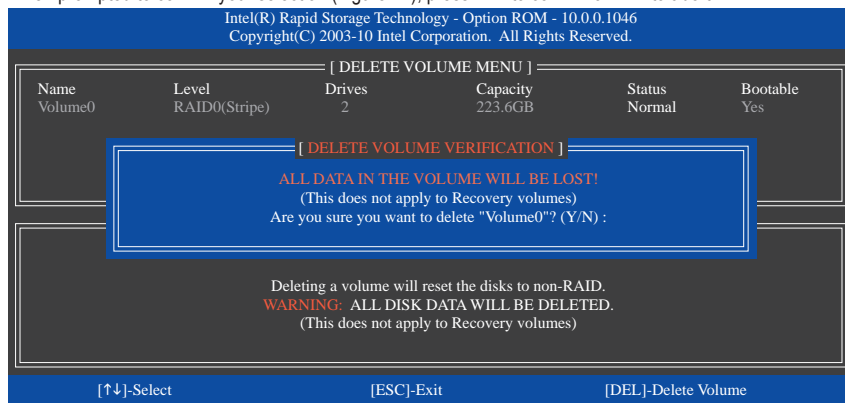 Intel(R) Rapid Storage Technology - Option ROM - 10.0.0.1046
Copyright(C) 2003-10 Intel Corporation. All Rights Reserved.
[ DELETE VOLUME MENU ]
Name Level Drives Capacity Status Bootable
Volume0 RAID0(Stripe) 2 223.6GB Normal Yes
[ DELETE VOLUME VERIFICATION ]
ALL DATA IN THE VOLUME WILL BE LOST!
(This does not apply to Recovery volumes)
Are you sure you want to delete "Volume0"? (Y/N) :
Deleting a volume will reset the disks to non-RAID.
WARNING: ALL DISK DATA WILL BE DELETED.
(This does not apply to Recovery volumes)
[↑↓]-Select [ESC]-Exit [DEL]-Delete Volume